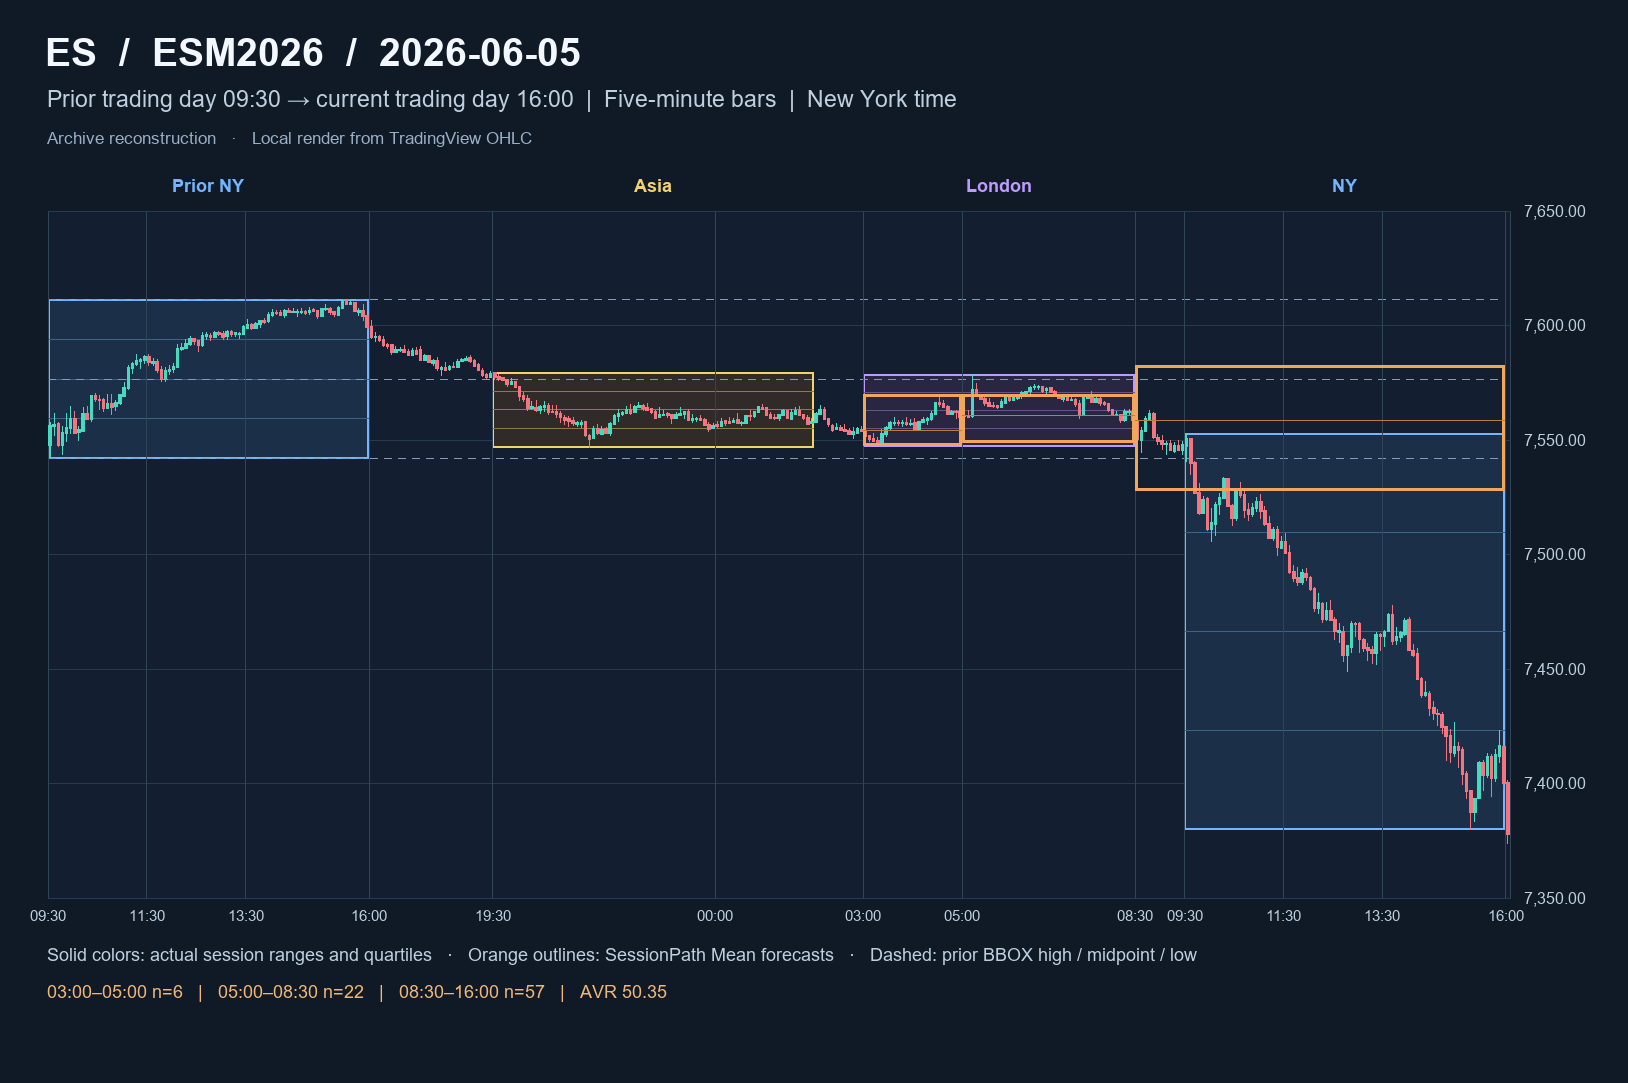 ES / ESM2026 / 2026-06-05
Prior trading day 09:30 → current trading day 16:00 | Five-minute bars | New York time
Archive reconstruction · Local render from TradingView OHLC
Prior NY Asia London NY
7,650.00
7,600.00
7,550.00
7,500.00
7,450.00
7,400.00
7,350.00
09:30 11:30 13:30 16:00 19:30 00:00 03:00 05:00 08:30 09:30 11:30 13:30 16:00
Solid colors: actual session ranges and quartiles · Orange outlines: SessionPath Mean forecasts · Dashed: prior BBOX high / midpoint / low
03:00–05:00 n=6 | 05:00–08:30 n=22 | 08:30–16:00 n=57 | AVR 50.35